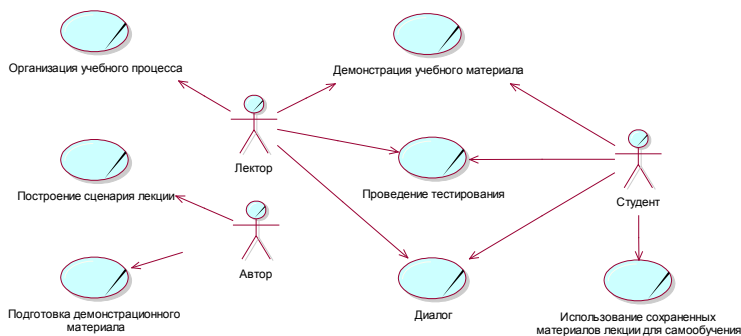 Организация учебного процесса
Демонстрация учебного материала
Лектор
Построение сценария лекции
Проведение тестирования
Студент
Автор
Подготовка демонстрационного
материала
Диалог
Использование сохраненных
материалов лекции для самообучения